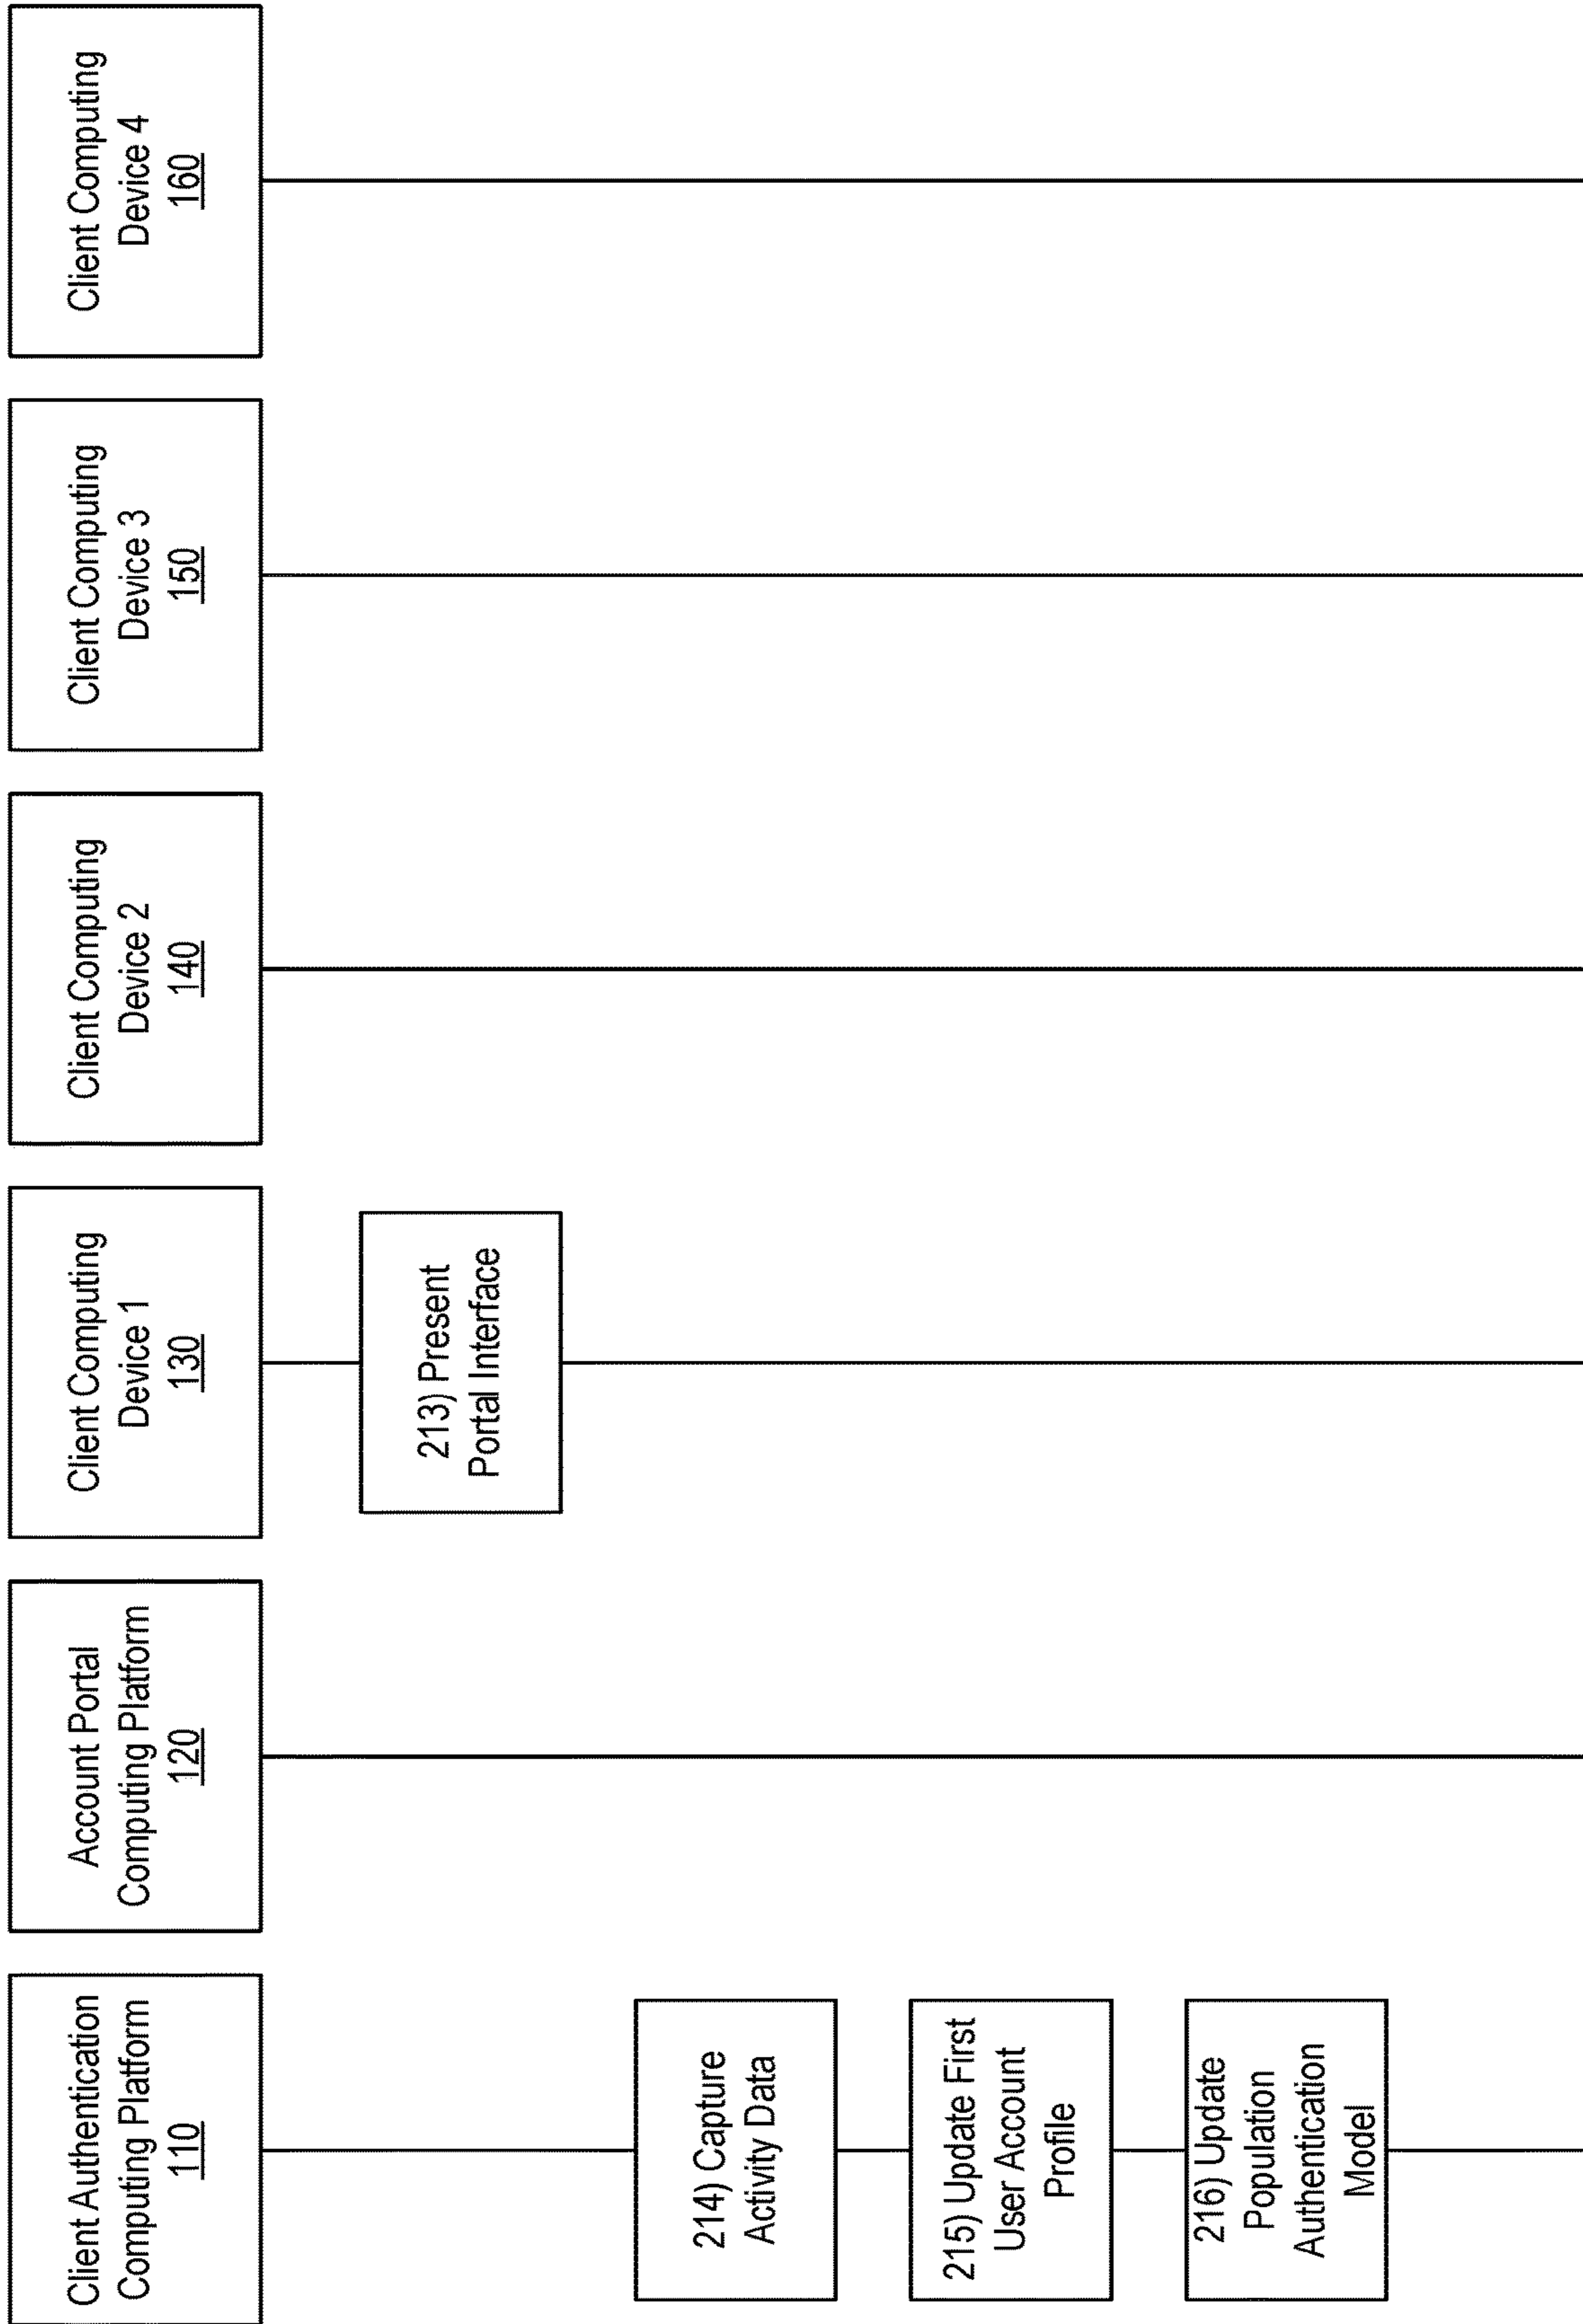 Client Authentication
Computing Platform
110
Account Portal
Computing Platform
120
Client Computing
Device 1
130
Client Computing
Device 2
140
Client Computing
Device 3
150
Client Computing
Device 4
160
213) Present
Portal Interface
214) Capture
Activity Data
215) Update First
User Account
Profile
216) Update
Population
Authentication
Model